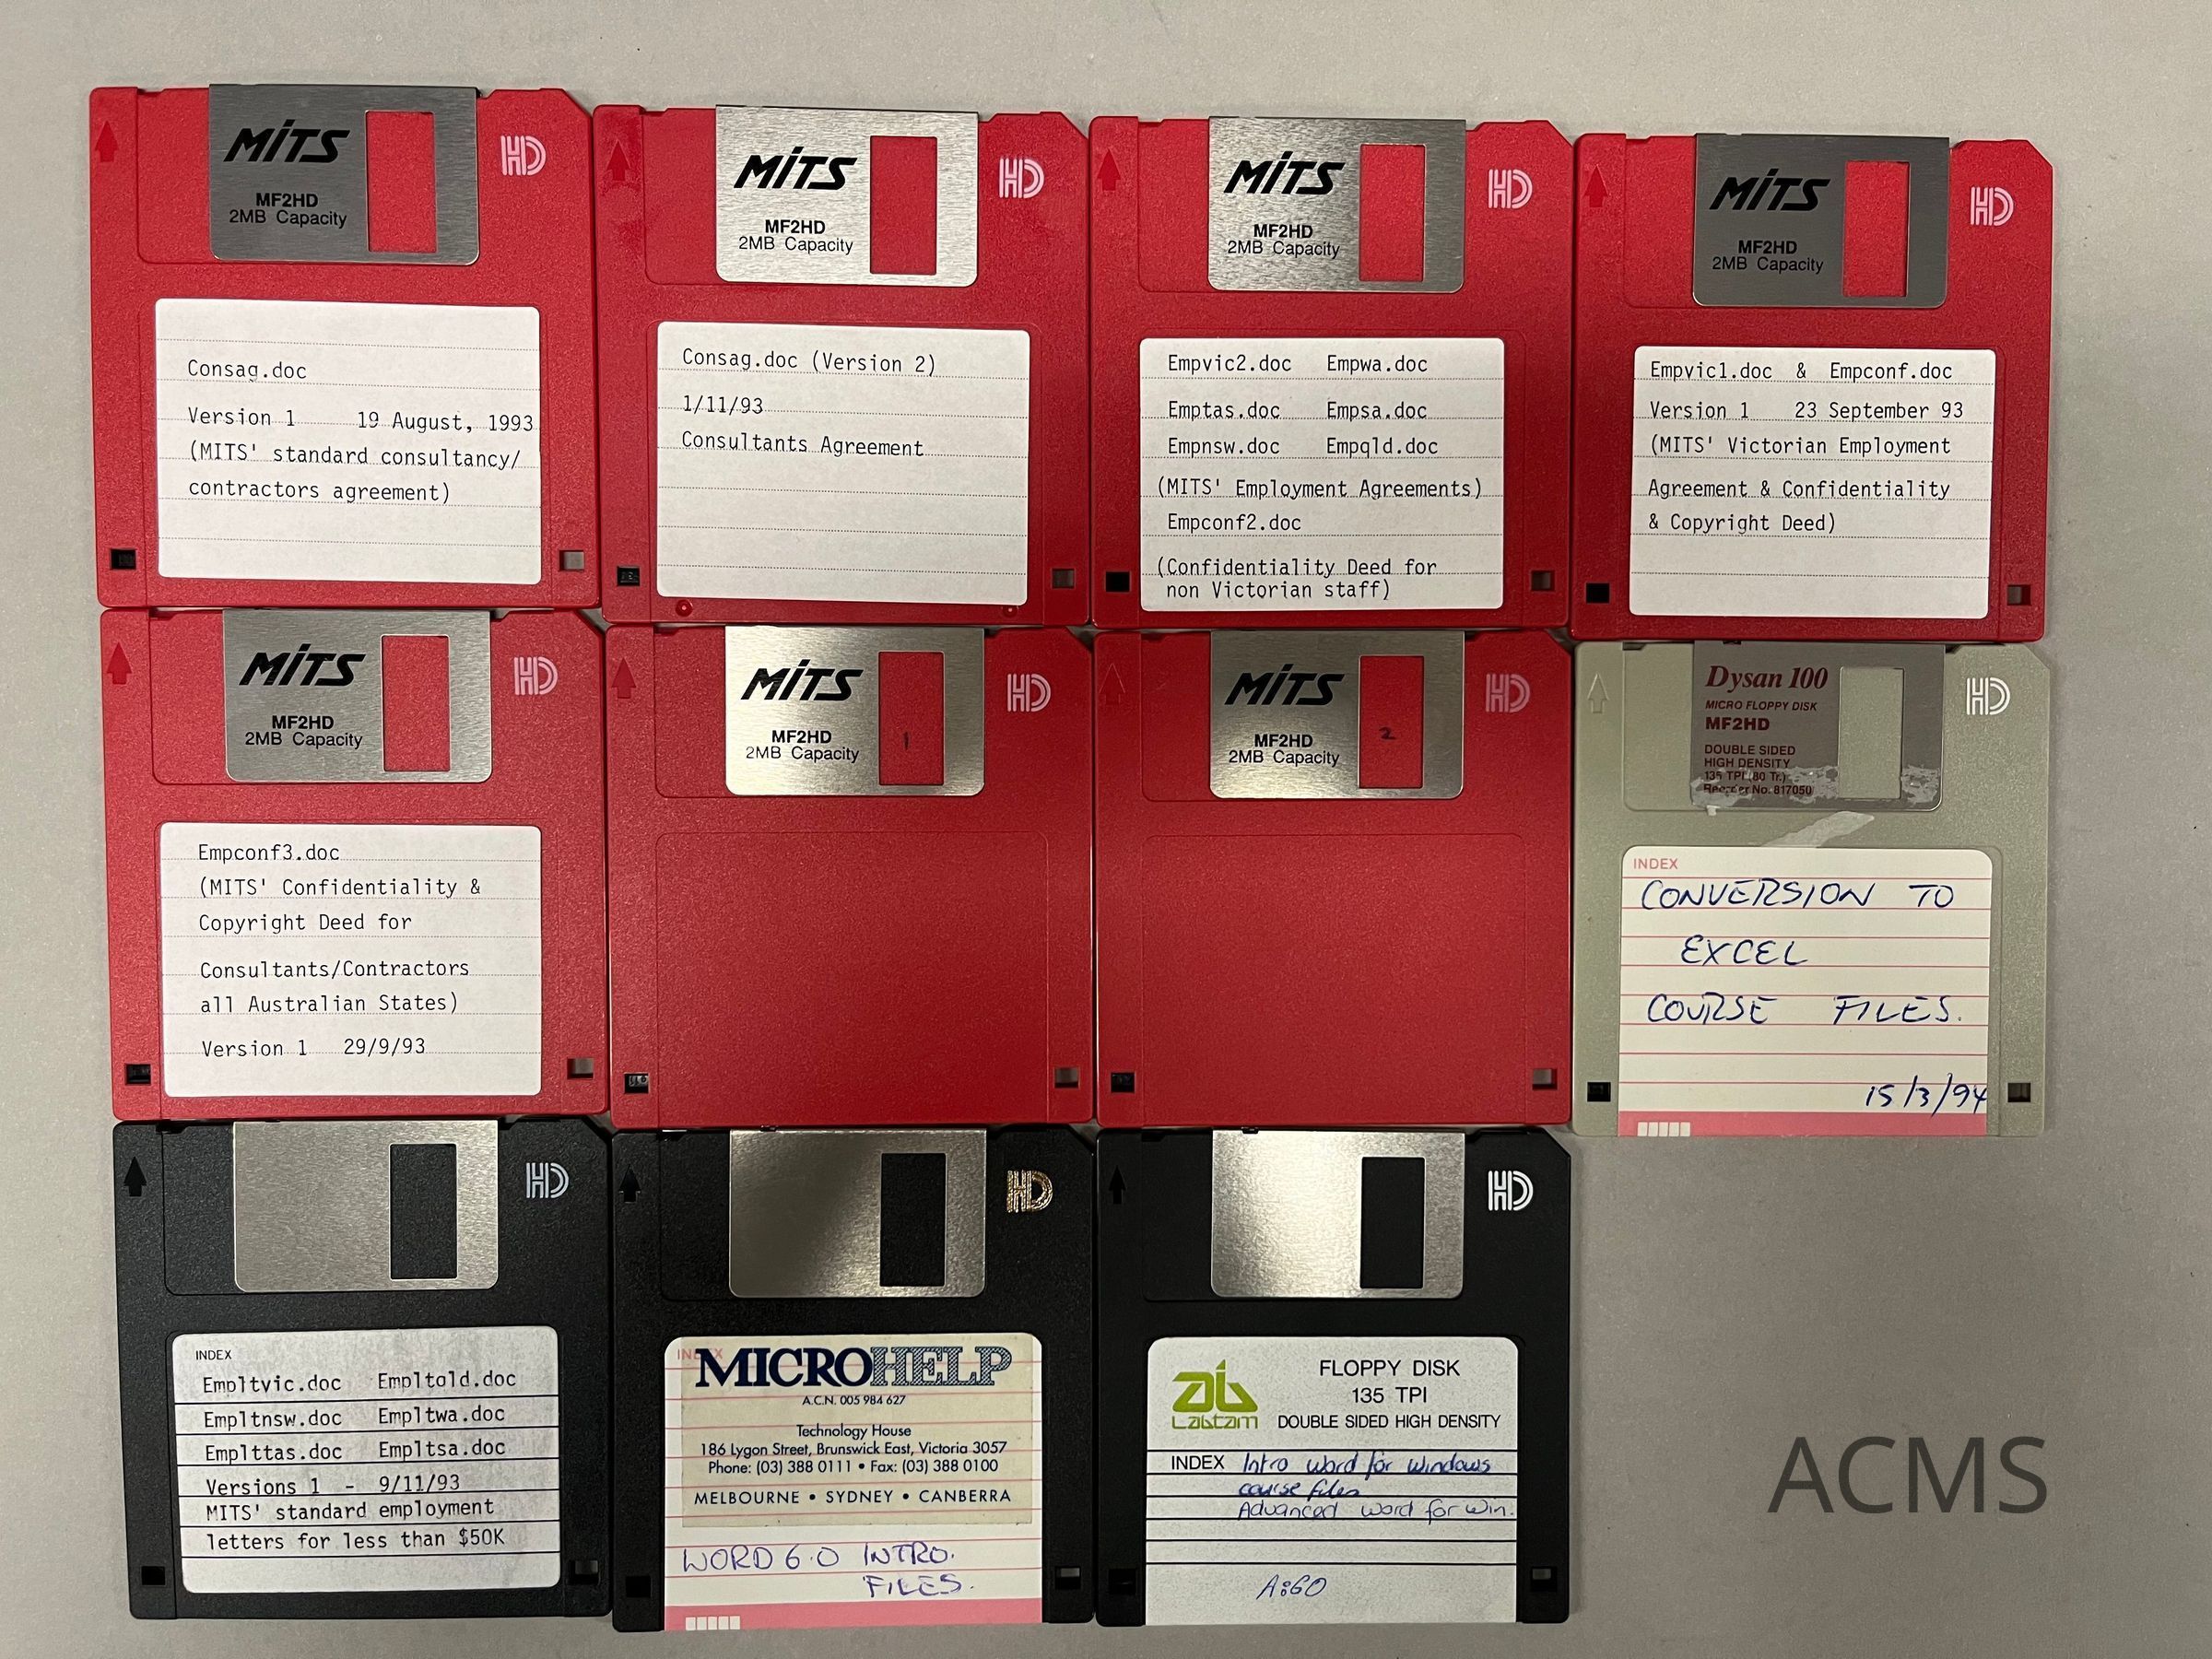 MiTS
HD
MF2HD
2MB Capacity
Consag.doc
Version 1 19 August, 1993
(MITS' standard consultancy/
contractors agreement)
MiTS
HD
MF2HD
2MB Capacity
Consag.doc (Version 2)
1/11/93
Consultants Agreement
MiTS
HD
MF2HD
2MB Capacity
Empvic2.doc Empwa.doc
Emptas.doc Empsa.doc
Empnsw.doc Empqld.doc
(MITS' Employment Agreements)
Empconf2.doc
(Confidentiality Deed for
non Victorian staff)
MiTS
HD
MF2HD
2MB Capacity
Empvic1.doc & Empconf.doc
Version 1 23 September 93
(MITS' Victorian Employment
Agreement & Confidentiality
& Copyright Deed)
MiTS
HD
MF2HD
2MB Capacity
Empconf3.doc
(MITS' Confidentiality &
Copyright Deed for
Consultants/Contractors
all Australian States)
Version 1 29/9/93
MiTS
HD
MF2HD
2MB Capacity
1
MiTS
HD
MF2HD
2MB Capacity
2
Dysan 100
HD
MICRO FLOPPY DISK
MF2HD
DOUBLE SIDED
HIGH DENSITY
135 TPI (80 Tr.)
Reorder No. 817050
INDEX
CONVERSION TO
EXCEL
COURSE FILES.
15/3/94
HD
INDEX
Empltvic.doc Empltqld.doc
Empltnsw.doc Empltwa.doc
Emplttas.doc Empltsa.doc
Versions 1 - 9/11/93
MITS' standard employment
letters for less than $50K
HD
MICROHELP
A.C.N. 005 984 627
Technology House
186 Lygon Street, Brunswick East, Victoria 3057
Phone: (03) 388 0111 • Fax: (03) 388 0100
MELBOURNE • SYDNEY • CANBERRA
WORD 6.0 INTRO.
FILES.
HD
Labtam
FLOPPY DISK
135 TPI
DOUBLE SIDED HIGH DENSITY
INDEX Intro word for windows
course files
Advanced word for win.
ACMS